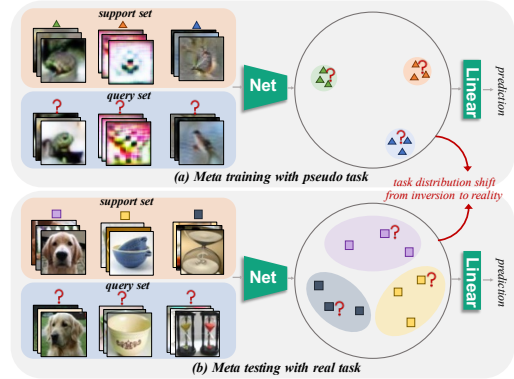 support set
? ? ?
query set
Net
?
?
?
Linear
prediction
(a) Meta training with pseudo task
task distribution shift
from inversion to reality
support set
? ? ?
query set
Net
?
?
?
Linear
prediction
(b) Meta testing with real task